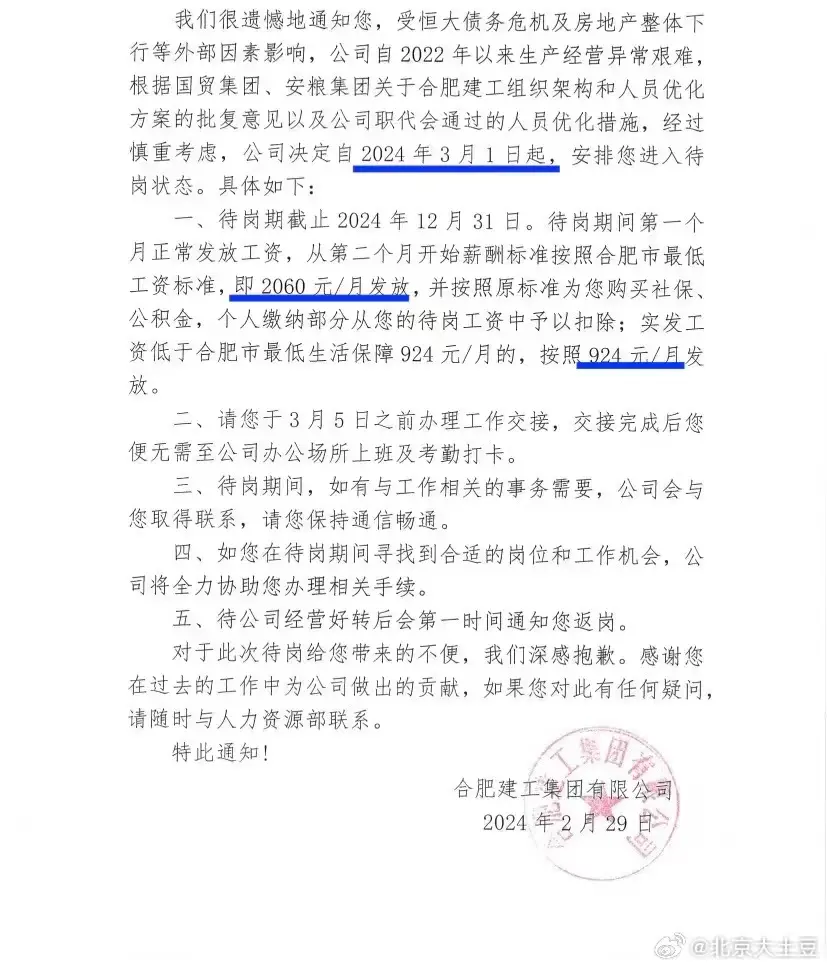 我们很遗憾地通知您，受恒大债务危机及房地产整体下
行等外部因素影响，公司自2022年以来生产经营异常艰难，
根据国贸集团、安粮集团关于合肥建工组织架构和人员优化
方案的批复意见以及公司职代会通过的人员优化措施，经过
慎重考虑，公司决定自2024年3月1日起，安排您进入待
岗状态。具体如下：
一、待岗期截止2024年12月31日。待岗期间第一个
月正常发放工资，从第二个月开始薪酬标准按照合肥市最低
工资标准，即2060元/月发放，并按照原标准为您购买社保、
公积金，个人缴纳部分从您的待岗工资中予以扣除；实发工
资低于合肥市最低生活保障924元/月的，按照924元/月发
放。
二、请您于3月5日之前办理工作交接，交接完成后您
便无需至公司办公场所上班及考勤打卡。
三、待岗期间，如有与工作相关的事务需要，公司会与
您取得联系，请您保持通信畅通。
四、如您在待岗期间寻找到合适的岗位和工作机会，公
司将全力协助您办理相关手续。
五、待公司经营好转后会第一时间通知您返岗。
对于此次待岗给您带来的不便，我们深感抱歉。感谢您
在过去的工作中为公司做出的贡献，如果您对此有任何疑问，
请随时与人力资源部联系。
特此通知！
合肥建工集团有限公司
2024年2月29日
合肥建工集团有限公司
@北京大土豆